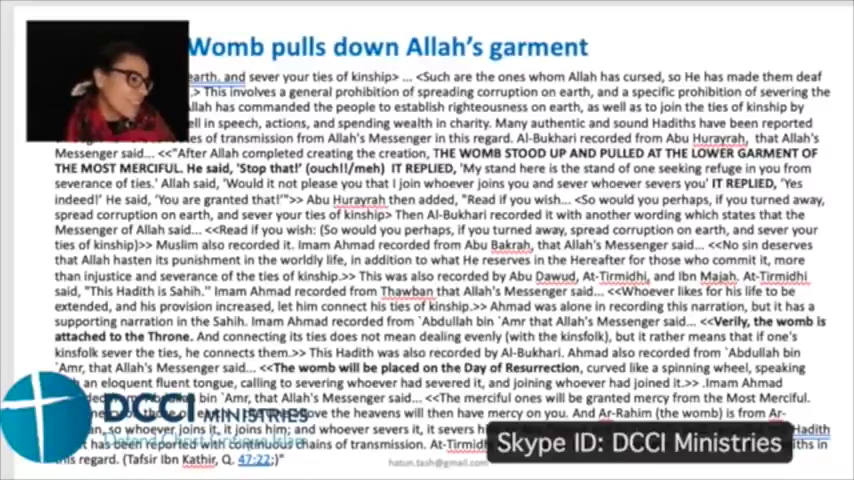 Womb pulls down Allah's garment
earth. and sever your ties of kinship> ... <Such are the ones whom Allah has cursed, so He has made them deaf
.> This involves a general prohibition of spreading corruption on earth, and a specific prohibition of severing the
Allah has commanded the people to establish righteousness on earth, as well as to join the ties of kinship by
in speech, actions, and spending wealth in charity. Many authentic and sound Hadiths have been reported
of transmission from Allah's Messenger in this regard. Al-Bukhari recorded from Abu Hurayrah, that Allah's
Messenger said... <<"After Allah completed creating the creation, THE WOMB STOOD UP AND PULLED AT THE LOWER GARMENT OF
THE MOST MERCIFUL. He said, 'Stop that!' (ouch!!/meh) IT REPLIED, 'My stand here is the stand of one seeking refuge in you from
severance of ties.' Allah said, 'Would it not please you that I join whoever joins you and sever whoever severs you' IT REPLIED, 'Yes
indeed!' He said, 'You are granted that!'">> Abu Hurayrah then added, "Read if you wish... <So would you perhaps, if you turned away,
spread corruption on earth, and sever your ties of kinship> Then Al-Bukhari recorded it with another wording which states that the
Messenger of Allah said... <<Read if you wish: (So would you perhaps, if you turned away, spread corruption on earth, and sever your
ties of kinship)>> Muslim also recorded it. Imam Ahmad recorded from Abu Bakrah, that Allah's Messenger said... <<No sin deserves
that Allah hasten its punishment in the worldly life, in addition to what He reserves in the Hereafter for those who commit it, more
than injustice and severance of the ties of kinship.>> This was also recorded by Abu Dawud, At-Tirmidhi, and Ibn Majah. At-Tirmidhi
said, "This Hadith is Sahih." Imam Ahmad recorded from Thawban that Allah's Messenger said... <<Whoever likes for his life to be
extended, and his provision increased, let him connect his ties of kinship.> Ahmad was alone in recording this narration, but it has a
supporting narration in the Sahih. Imam Ahmad recorded from `Abdullah bin `Amr that Allah's Messenger said... <<Verily, the womb is
attached to the Throne. And connecting its ties does not mean dealing evenly (with the kinsfolk), but it rather means that if one's
kinsfolk sever the ties, he connects them.>> This Hadith was also recorded by Al-Bukhari. Ahmad also recorded from `Abdullah bin
`Amr, that Allah's Messenger said... <<The womb will be placed on the Day of Resurrection, curved like a spinning wheel, speaking
an eloquent fluent tongue, calling to severing whoever had severed it, and joining whoever had joined it.>> .Imam Ahmad
bin `Amr, that Allah's Messenger said... <<The merciful ones will be granted mercy from the Most Merciful.
the heavens will then have mercy on you. And Ar-Rahim (the womb) is from Ar-
so whoever joins it, it joins him; and whoever severs it, it severs Hadith
has been reported with continuous chains of transmission. At-Tirmidhi in
this regard. (Tafsir Ibn Kathir, Q. 47:22;)"
DCCI MINISTRIES
Skype ID: DCCI Ministries
hatun.tash@gmail.com